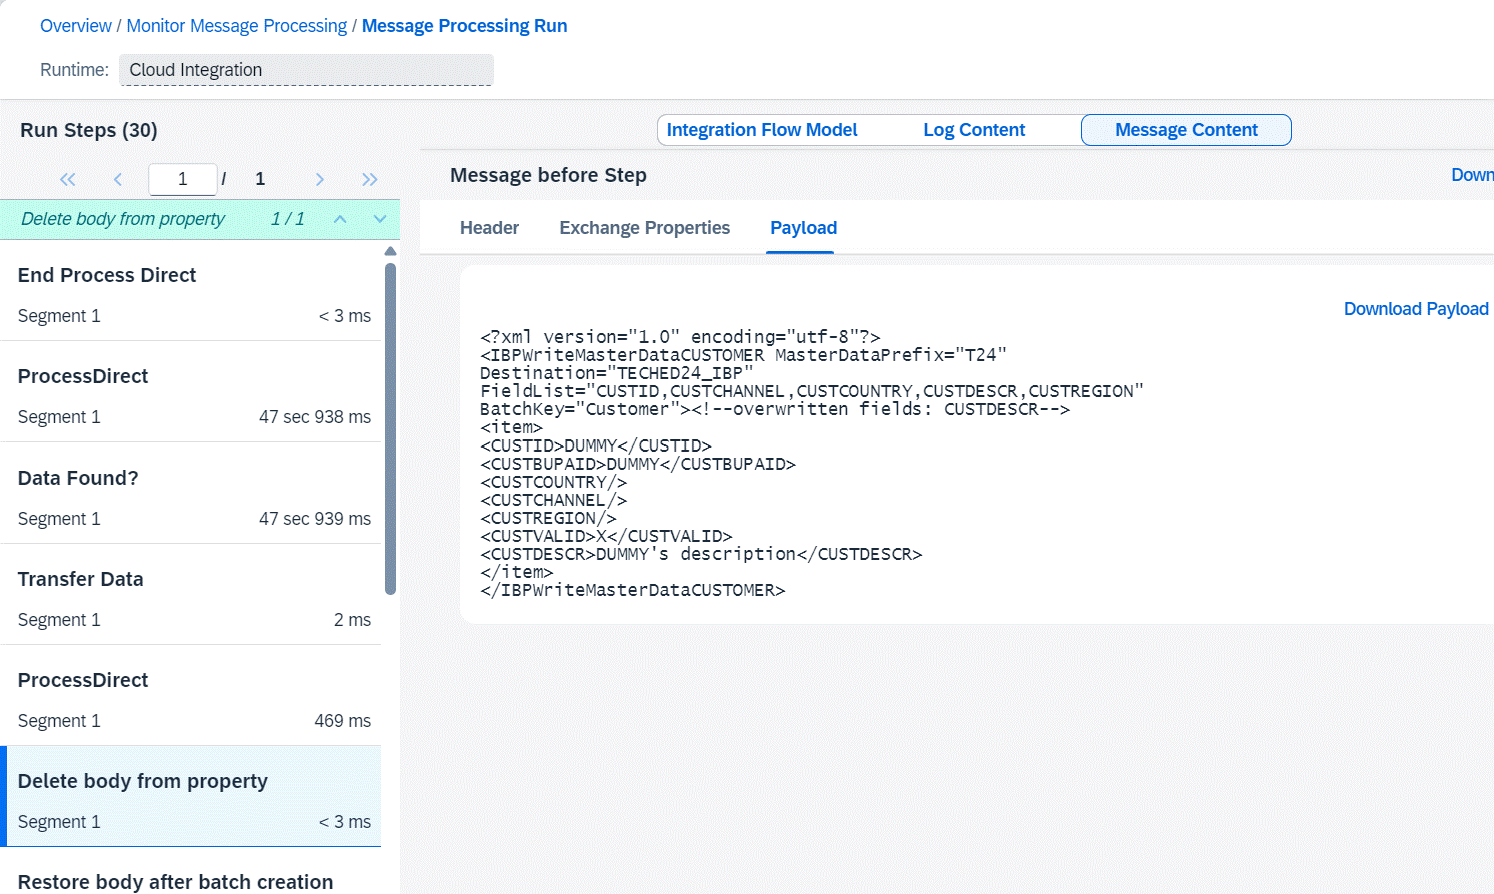 Overview / Monitor Message Processing / Message Processing Run
Runtime: Cloud Integration
Run Steps (30)
1 / 1
Delete body from property 1 / 1
End Process Direct
Segment 1 < 3 ms
ProcessDirect
Segment 1 47 sec 938 ms
Data Found?
Segment 1 47 sec 939 ms
Transfer Data
Segment 1 2 ms
ProcessDirect
Segment 1 469 ms
Delete body from property
Segment 1 < 3 ms
Restore body after batch creation
Integration Flow Model Log Content Message Content
Message before Step Down
Header Exchange Properties Payload
Download Payload
<?xml version="1.0" encoding="utf-8"?>
<IBPWriteMasterDataCUSTOMER MasterDataPrefix="T24"
Destination="TECHED24_IBP"
FieldList="CUSTID,CUSTCHANNEL,CUSTCOUNTRY,CUSTDESCR,CUSTREGION"
BatchKey="Customer"><!--overwritten fields: CUSTDESCR-->
<item>
<CUSTID>DUMMY</CUSTID>
<CUSTBUPAID>DUMMY</CUSTBUPAID>
<CUSTCOUNTRY/>
<CUSTCHANNEL/>
<CUSTREGION/>
<CUSTVALID>X</CUSTVALID>
<CUSTDESCR>DUMMY's description</CUSTDESCR>
</item>
</IBPWriteMasterDataCUSTOMER>